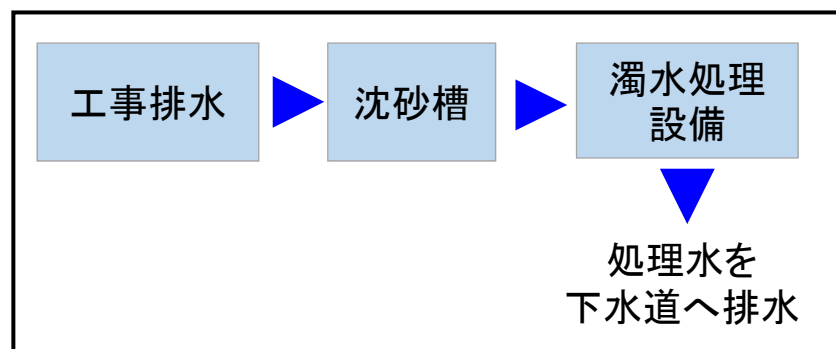 工事排水
沈砂槽
濁水処理
設備
処理水を
下水道へ排水